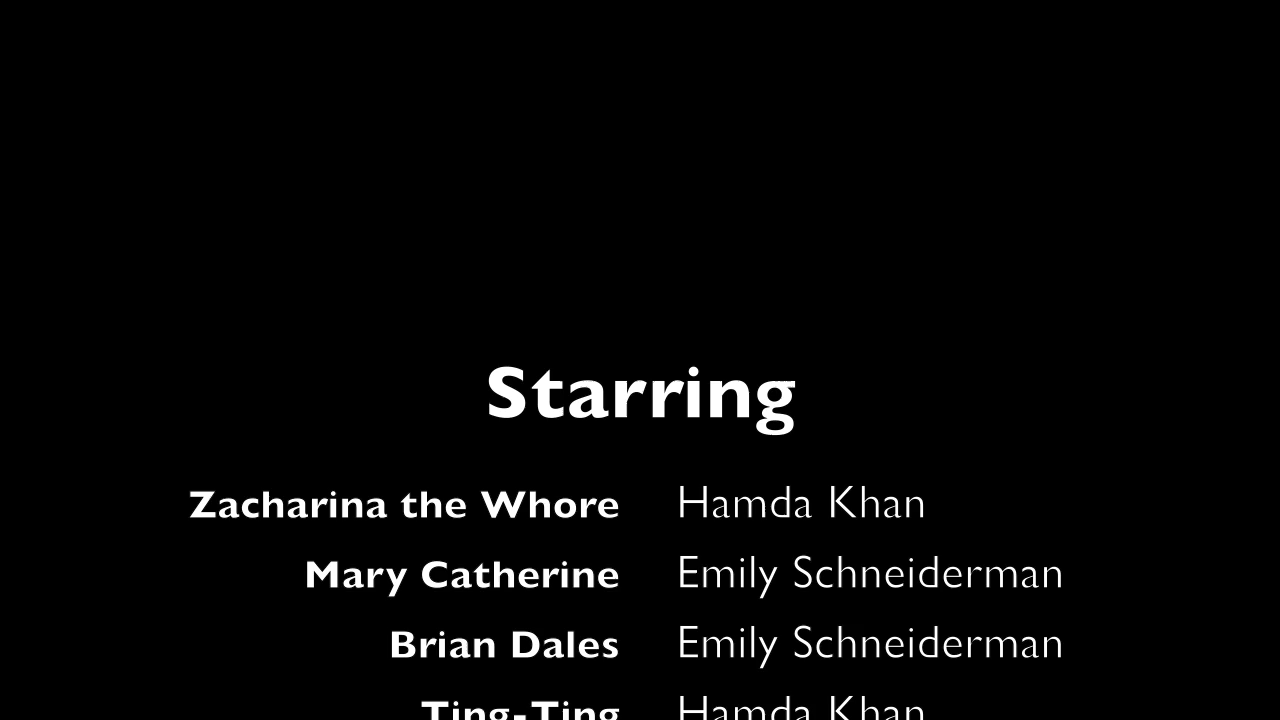 Starring
Zacharina the Whore Hamda Khan
Mary Catherine Emily Schneiderman
Brian Dales Emily Schneiderman
Ting-Ting Hamda Khan